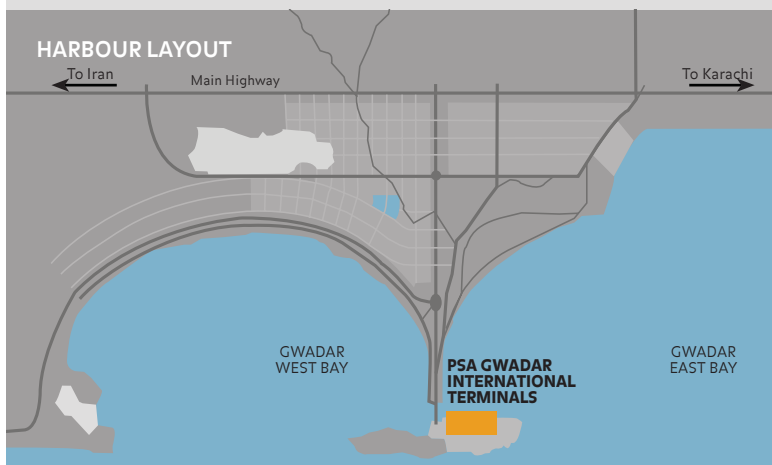 HARBOUR LAYOUT
To Iran
Main Highway
To Karachi
GWADAR
WEST BAY
PSA GWADAR
INTERNATIONAL
TERMINALS
GWADAR
EAST BAY